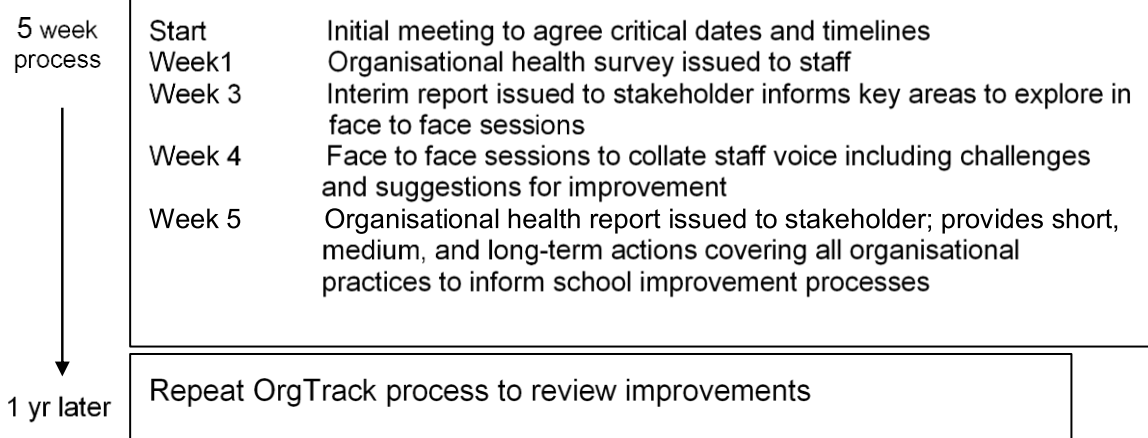 5 week
process
Start Initial meeting to agree critical dates and timelines
Week1 Organisational health survey issued to staff
Week 3 Interim report issued to stakeholder informs key areas to explore in
face to face sessions
Week 4 Face to face sessions to collate staff voice including challenges
and suggestions for improvement
Week 5 Organisational health report issued to stakeholder; provides short,
medium, and long-term actions covering all organisational
practices to inform school improvement processes
1 yr later
Repeat OrgTrack process to review improvements